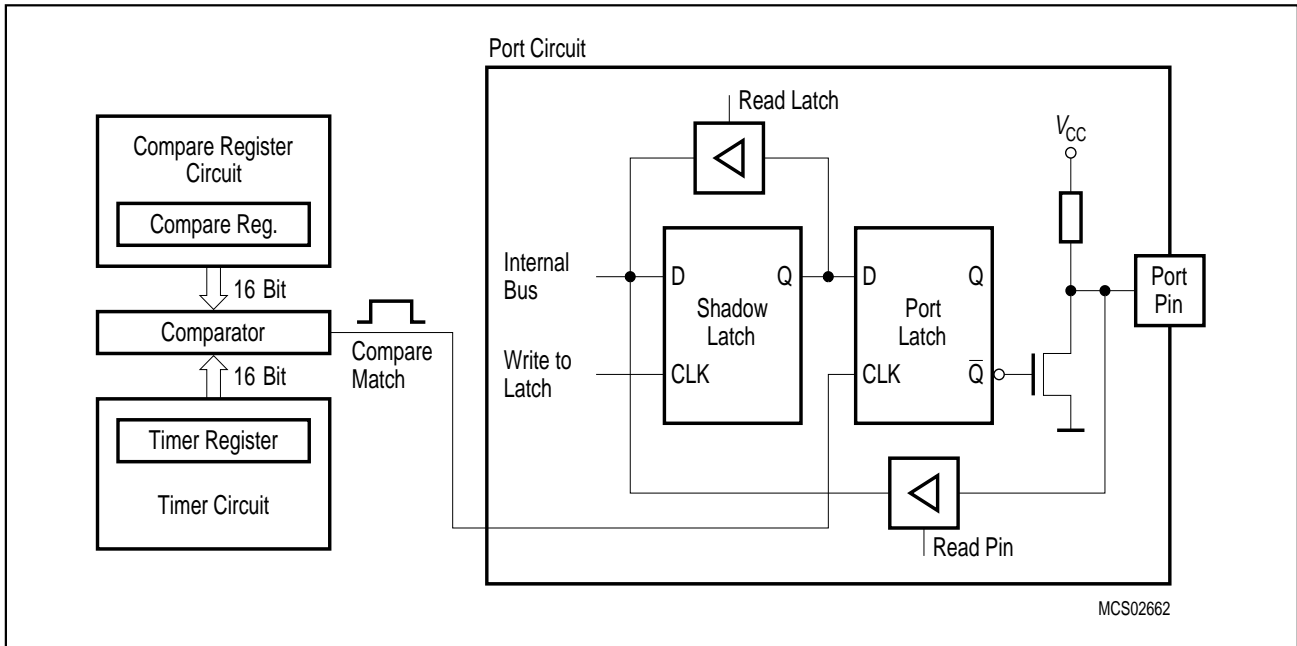 Port Circuit
Read Latch
Compare Register
Circuit
Compare Reg.
16 Bit
Comparator
16 Bit
Timer Register
Timer Circuit
Compare
Match
Internal
Bus
Write to
Latch
D
Q
Shadow
Latch
CLK
D
Q
Port
Latch
CLK
Q̅
VCC
Port
Pin
Read Pin
MCS02662